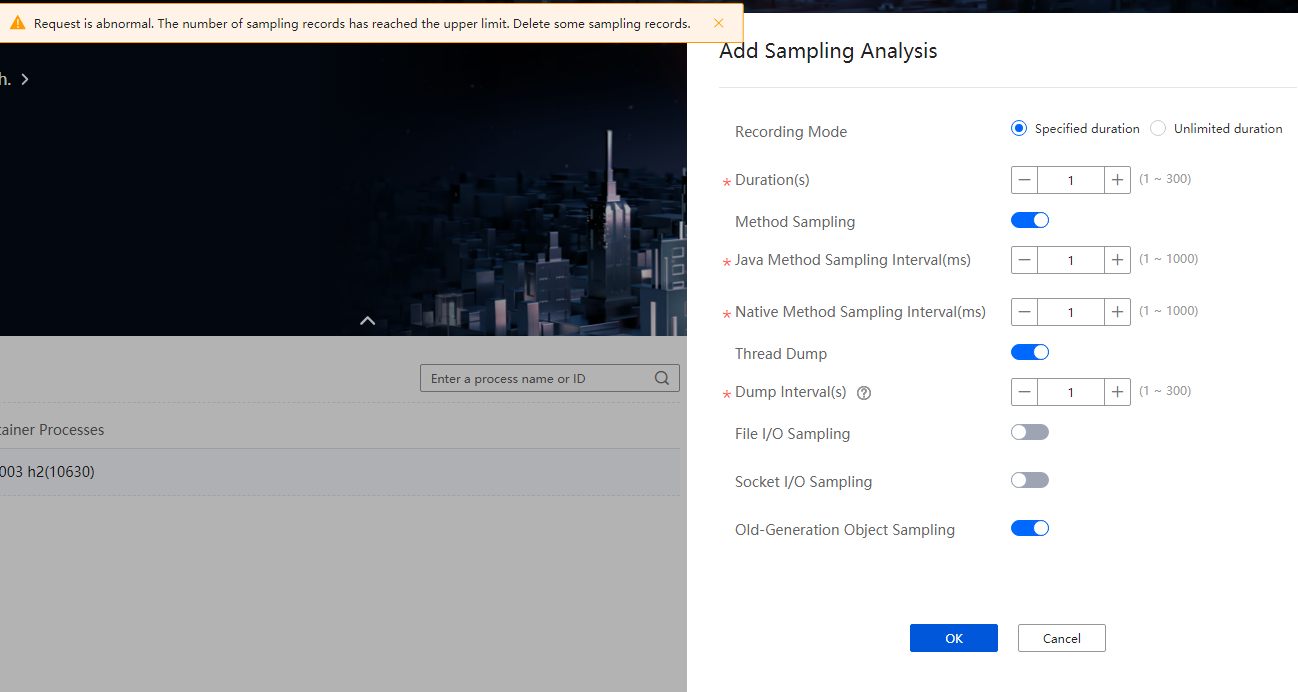 Request is abnormal. The number of sampling records has reached the upper limit. Delete some sampling records.
h.
Enter a process name or ID
tainer Processes
003 h2(10630)
Add Sampling Analysis
Recording Mode
Specified duration
Unlimited duration
* Duration(s)
1
(1 ~ 300)
Method Sampling
* Java Method Sampling Interval(ms)
1
(1 ~ 1000)
* Native Method Sampling Interval(ms)
1
(1 ~ 1000)
Thread Dump
* Dump Interval(s)
1
(1 ~ 300)
File I/O Sampling
Socket I/O Sampling
Old-Generation Object Sampling
OK
Cancel